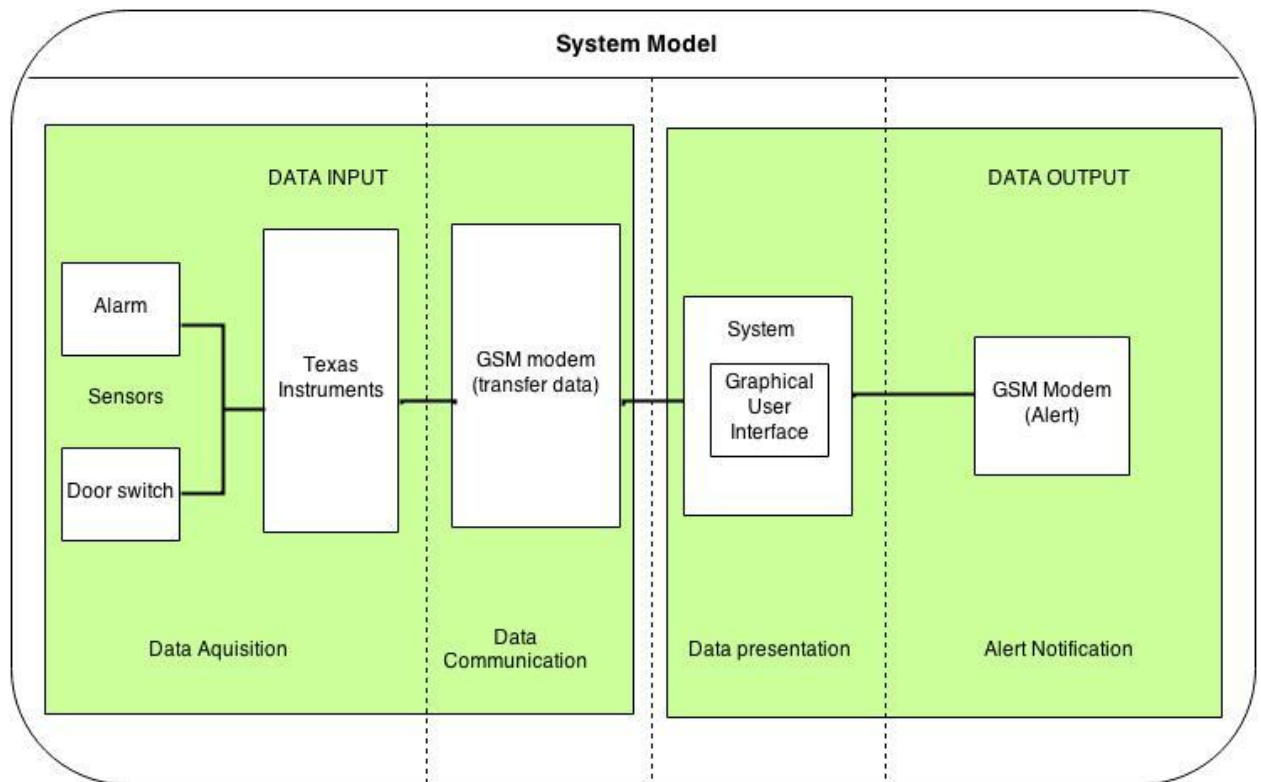 System Model
DATA INPUT
DATA OUTPUT
Alarm
Sensors
Door switch
Texas
Instruments
GSM modem
(transfer data)
System
Graphical
User
Interface
GSM Modem
(Alert)
Data Aquisition
Data
Communication
Data presentation
Alert Notification